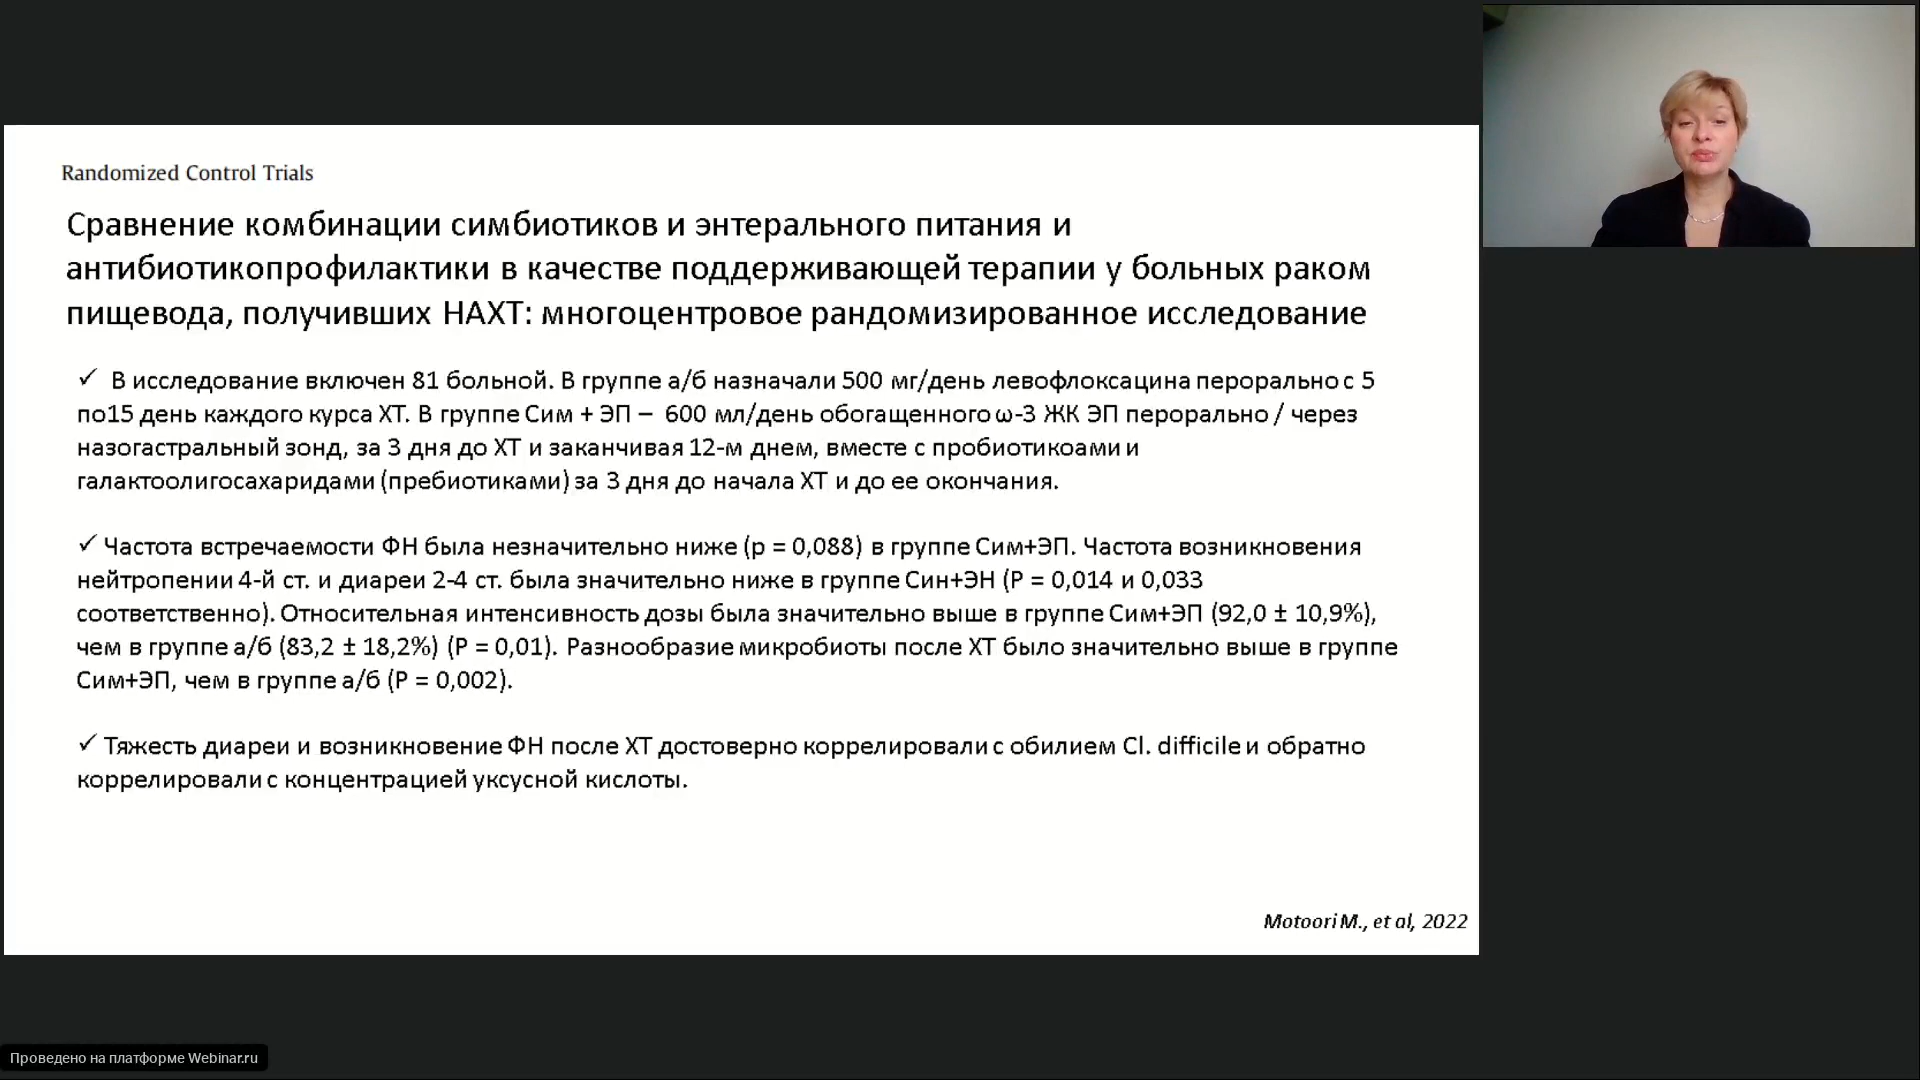 Randomized Control Trials
Сравнение комбинации симбиотиков и энтерального питания и
антибиотикопрофилактики в качестве поддерживающей терапии у больных раком
пищевода, получивших НАХТ: многоцентровое рандомизированное исследование
✓ В исследование включен 81 больной. В группе а/б назначали 500 мг/день левофлоксацина перорально с 5
по15 день каждого курса ХТ. В группе Сим + ЭП – 600 мл/день обогащенного ω-3 ЖК ЭП перорально / через
назогастральный зонд, за 3 дня до ХТ и заканчивая 12-м днем, вместе с пробиотикоами и
галактоолигосахаридами (пребиотиками) за 3 дня до начала ХТ и до ее окончания.
✓ Частота встречаемости ФН была незначительно ниже (p = 0,088) в группе Сим+ЭП. Частота возникновения
нейтропении 4-й ст. и диареи 2-4 ст. была значительно ниже в группе Син+ЭН (P = 0,014 и 0,033
соответственно). Относительная интенсивность дозы была значительно выше в группе Сим+ЭП (92,0 ± 10,9%),
чем в группе а/б (83,2 ± 18,2%) (P = 0,01). Разнообразие микробиоты после ХТ было значительно выше в группе
Сим+ЭП, чем в группе а/б (P = 0,002).
✓ Тяжесть диареи и возникновение ФН после ХТ достоверно коррелировали с обилием Cl. difficile и обратно
коррелировали с концентрацией уксусной кислоты.
Motoori M., et al, 2022
Проведено на платформе Webinar.ru